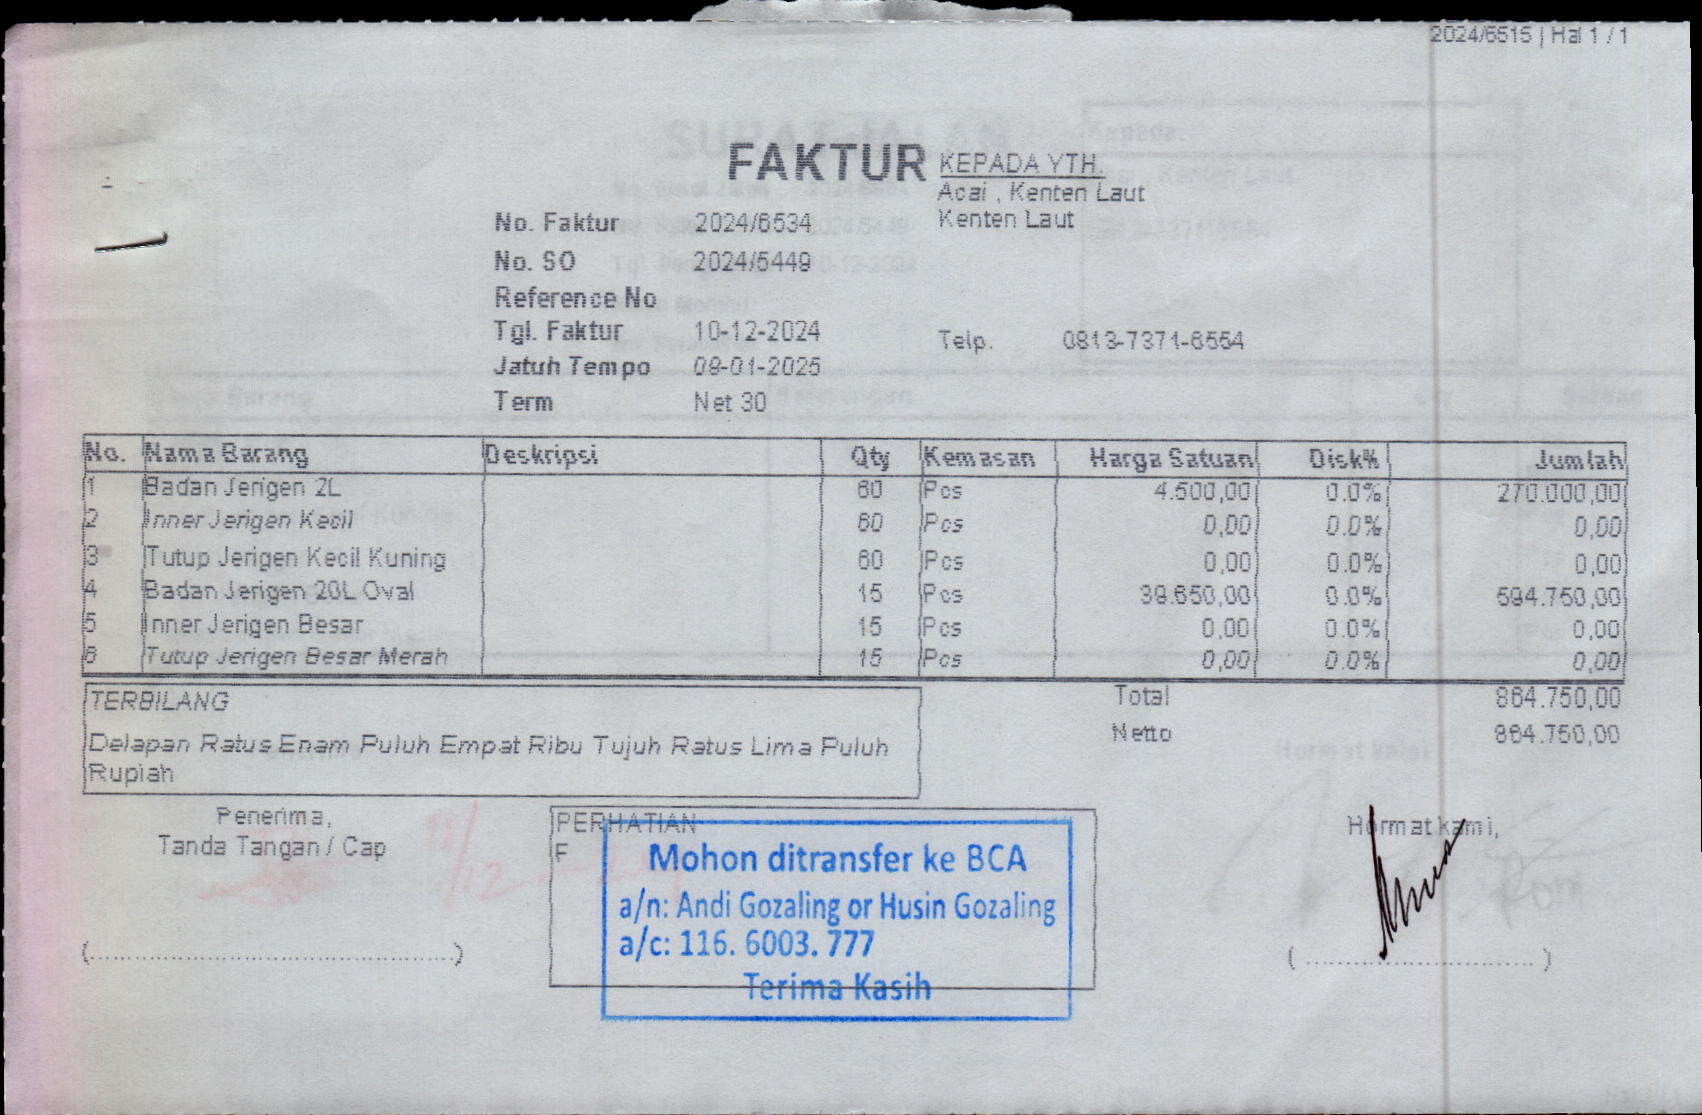 2024/6515 | Hal 1 / 1
FAKTUR
KEPADA YTH.
Acai , Kenten Laut
Kenten Laut
No. Faktur 2024/6534
No. SO 2024/5449
Reference No
Tgl. Faktur 10-12-2024
Telp. 0813-7371-6554
Jatuh Tempo 09-01-2025
Term Net 30
No. Nama Barang Deskripsi Qty Kemasan Harga Satuan Disk% Jumlah
1 Badan Jerigen 2L 60 Pcs 4.500,00 0.0% 270.000,00
2 Inner Jerigen Kecil 60 Pcs 0,00 0.0% 0,00
3 Tutup Jerigen Kecil Kuning 60 Pcs 0,00 0.0% 0,00
4 Badan Jerigen 20L Oval 15 Pcs 39.650,00 0.0% 594.750,00
5 Inner Jerigen Besar 15 Pcs 0,00 0.0% 0,00
6 Tutup Jerigen Besar Merah 15 Pcs 0,00 0.0% 0,00
TERBILANG
Delapan Ratus Enam Puluh Empat Ribu Tujuh Ratus Lima Puluh
Rupiah
Total 864.750,00
Netto 864.750,00
Penerima,
Tanda Tangan / Cap
PERHATIAN
F
Mohon ditransfer ke BCA
a/n: Andi Gozaling or Husin Gozaling
a/c: 116. 6003. 777
Terima Kasih
Hormat kami,